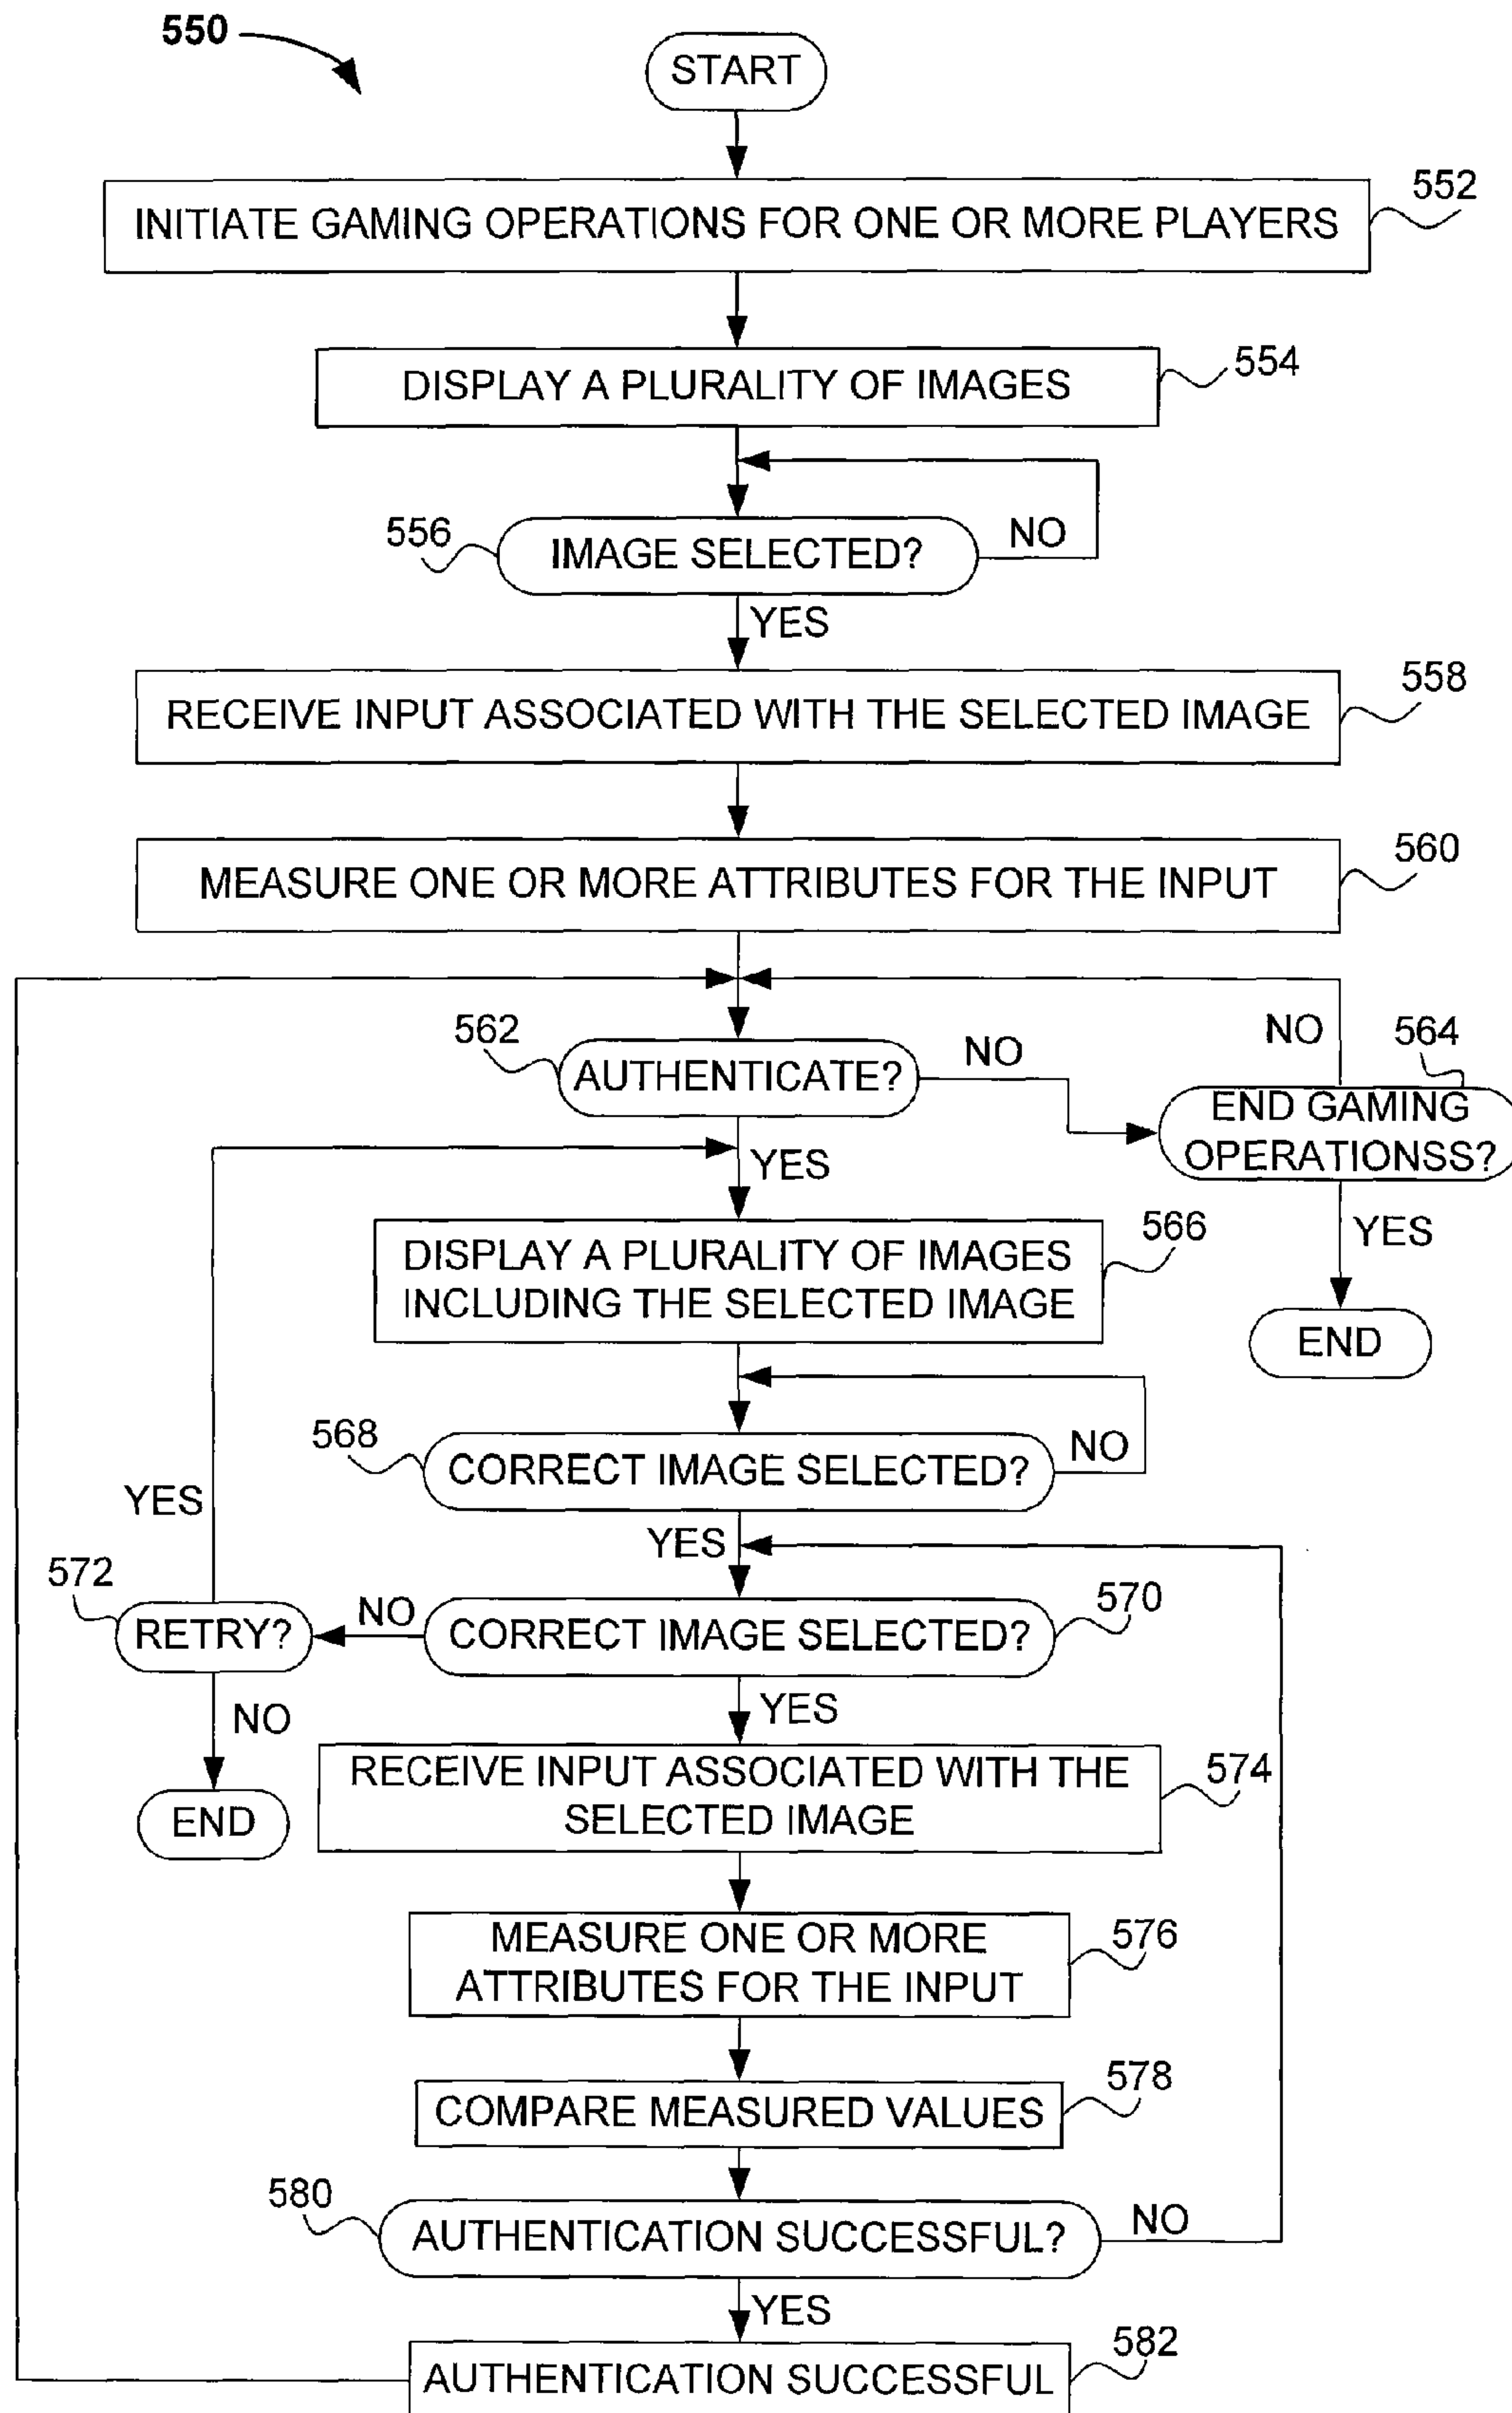 550
START
552
INITIATE GAMING OPERATIONS FOR ONE OR MORE PLAYERS
554
DISPLAY A PLURALITY OF IMAGES
556
IMAGE SELECTED?
NO
YES
558
RECEIVE INPUT ASSOCIATED WITH THE SELECTED IMAGE
560
MEASURE ONE OR MORE ATTRIBUTES FOR THE INPUT
562
AUTHENTICATE?
NO
NO
564
END GAMING
OPERATIONSS?
YES
YES
END
566
DISPLAY A PLURALITY OF IMAGES
INCLUDING THE SELECTED IMAGE
568
CORRECT IMAGE SELECTED?
NO
YES
YES
572
RETRY?
NO
570
CORRECT IMAGE SELECTED?
YES
NO
END
574
RECEIVE INPUT ASSOCIATED WITH THE
SELECTED IMAGE
576
MEASURE ONE OR MORE
ATTRIBUTES FOR THE INPUT
578
COMPARE MEASURED VALUES
580
AUTHENTICATION SUCCESSFUL?
NO
YES
582
AUTHENTICATION SUCCESSFUL